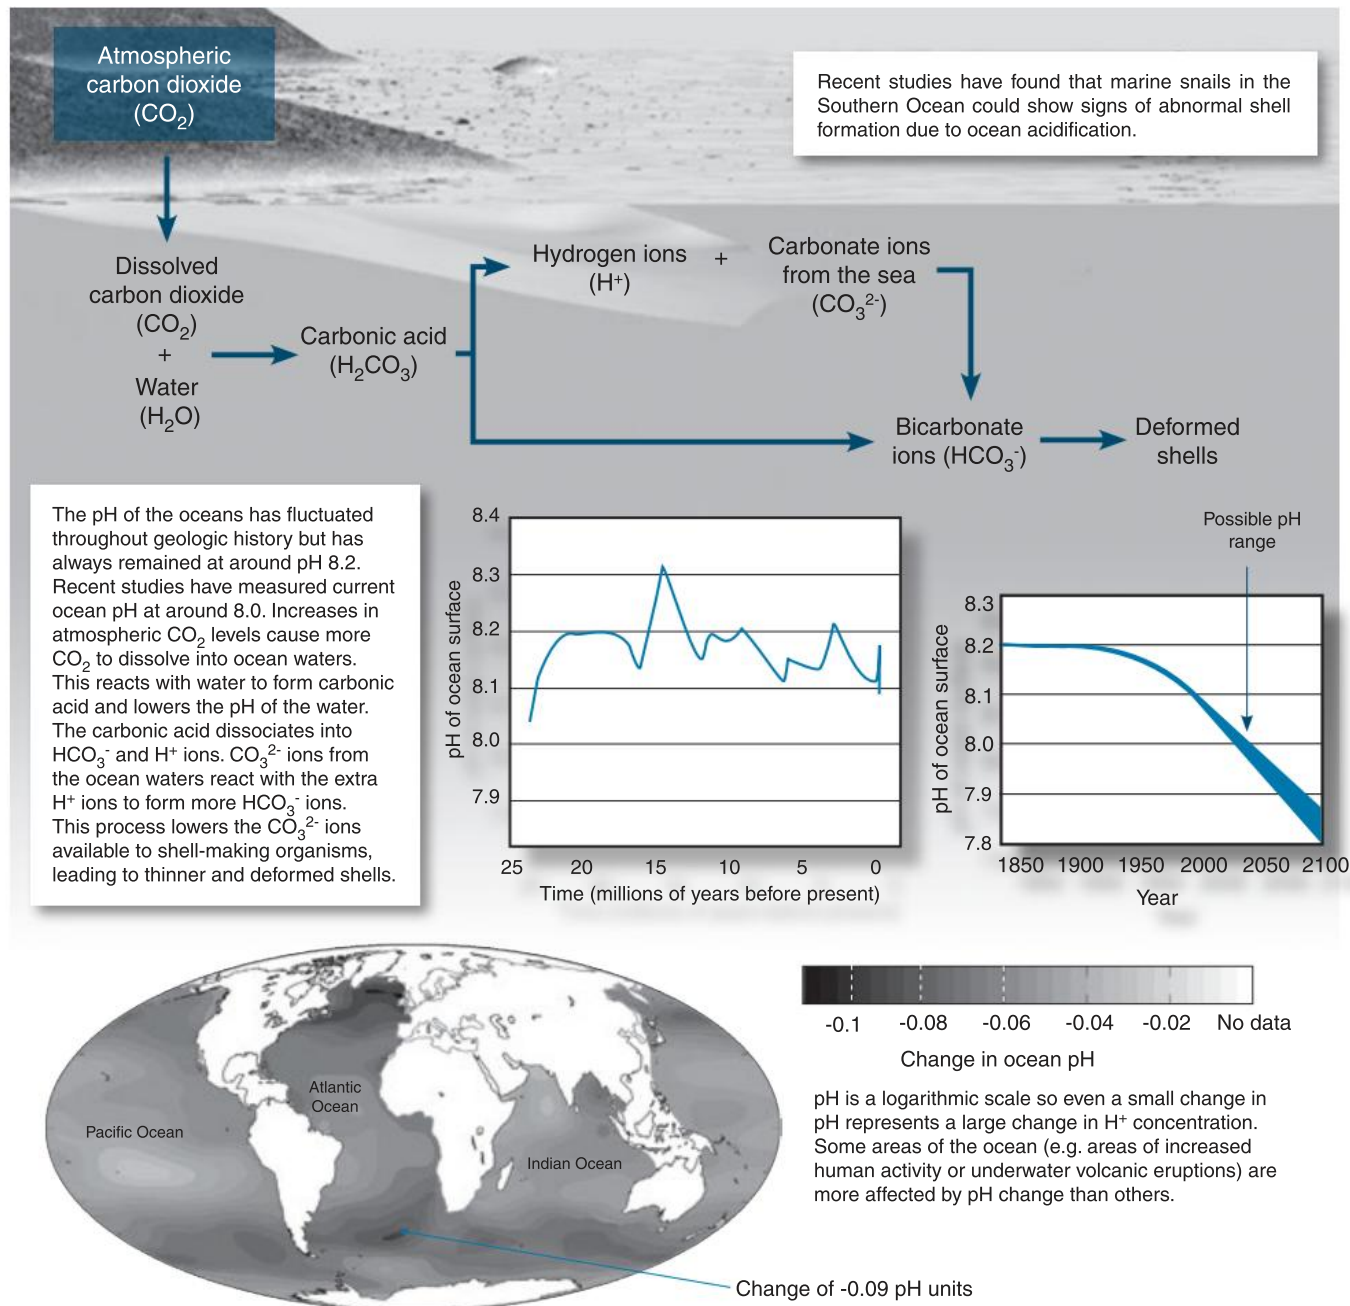 Atmospheric
carbon dioxide
(CO₂)
Recent studies have found that marine snails in the
Southern Ocean could show signs of abnormal shell
formation due to ocean acidification.
Dissolved
carbon dioxide
(CO₂)
+
Water
(H₂O)
Carbonic acid
(H₂CO₃)
Hydrogen ions
(H⁺)
+
Carbonate ions
from the sea
(CO₃²⁻)
Bicarbonate
ions (HCO₃⁻)
Deformed
shells
The pH of the oceans has fluctuated
throughout geologic history but has
always remained at around pH 8.2.
Recent studies have measured current
ocean pH at around 8.0. Increases in
atmospheric CO₂ levels cause more
CO₂ to dissolve into ocean waters.
This reacts with water to form carbonic
acid and lowers the pH of the water.
The carbonic acid dissociates into
HCO₃⁻ and H⁺ ions. CO₃²⁻ ions from
the ocean waters react with the extra
H⁺ ions to form more HCO₃⁻ ions.
This process lowers the CO₃²⁻ ions
available to shell-making organisms,
leading to thinner and deformed shells.
pH of ocean surface
8.4
8.3
8.2
8.1
8.0
7.9
25 20 15 10 5 0
Time (millions of years before present)
Possible pH
range
pH of ocean surface
8.3
8.2
8.1
8.0
7.9
7.8
1850 1900 1950 2000 2050 2100
Year
Pacific Ocean
Atlantic
Ocean
Indian Ocean
Change of -0.09 pH units
-0.1 -0.08 -0.06 -0.04 -0.02 No data
Change in ocean pH
pH is a logarithmic scale so even a small change in
pH represents a large change in H⁺ concentration.
Some areas of the ocean (e.g. areas of increased
human activity or underwater volcanic eruptions) are
more affected by pH change than others.